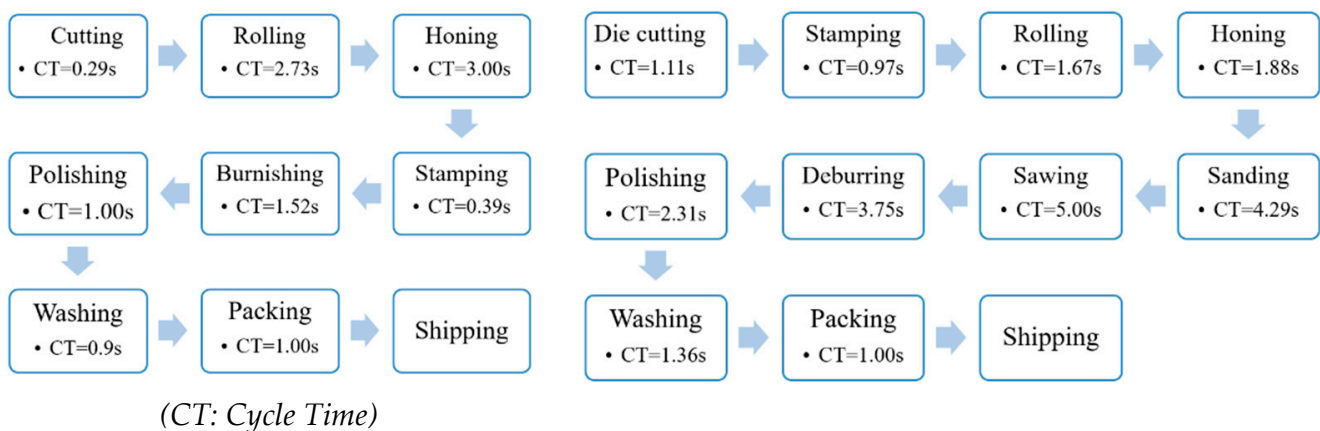 Cutting
• CT=0.29s
Rolling
• CT=2.73s
Honing
• CT=3.00s
Stamping
• CT=0.39s
Burnishing
• CT=1.52s
Polishing
• CT=1.00s
Washing
• CT=0.9s
Packing
• CT=1.00s
Shipping
Die cutting
• CT=1.11s
Stamping
• CT=0.97s
Rolling
• CT=1.67s
Honing
• CT=1.88s
Sanding
• CT=4.29s
Sawing
• CT=5.00s
Deburring
• CT=3.75s
Polishing
• CT=2.31s
Washing
• CT=1.36s
Packing
• CT=1.00s
Shipping
(CT: Cycle Time)